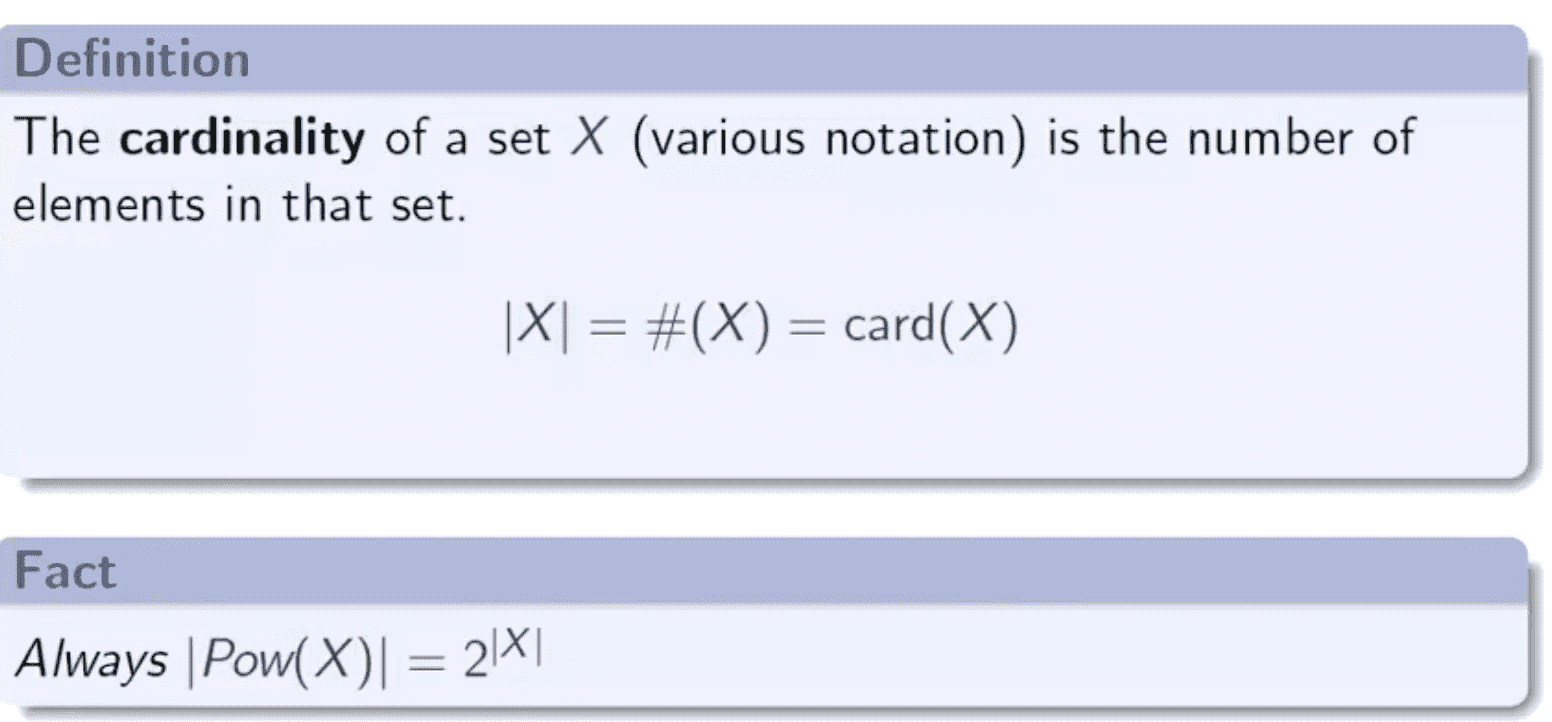 Definition
The cardinality of a set X (various notation) is the number of
elements in that set.
|X| = #(X) = card(X)
Fact
Always |Pow(X)| = 2^{|X|}